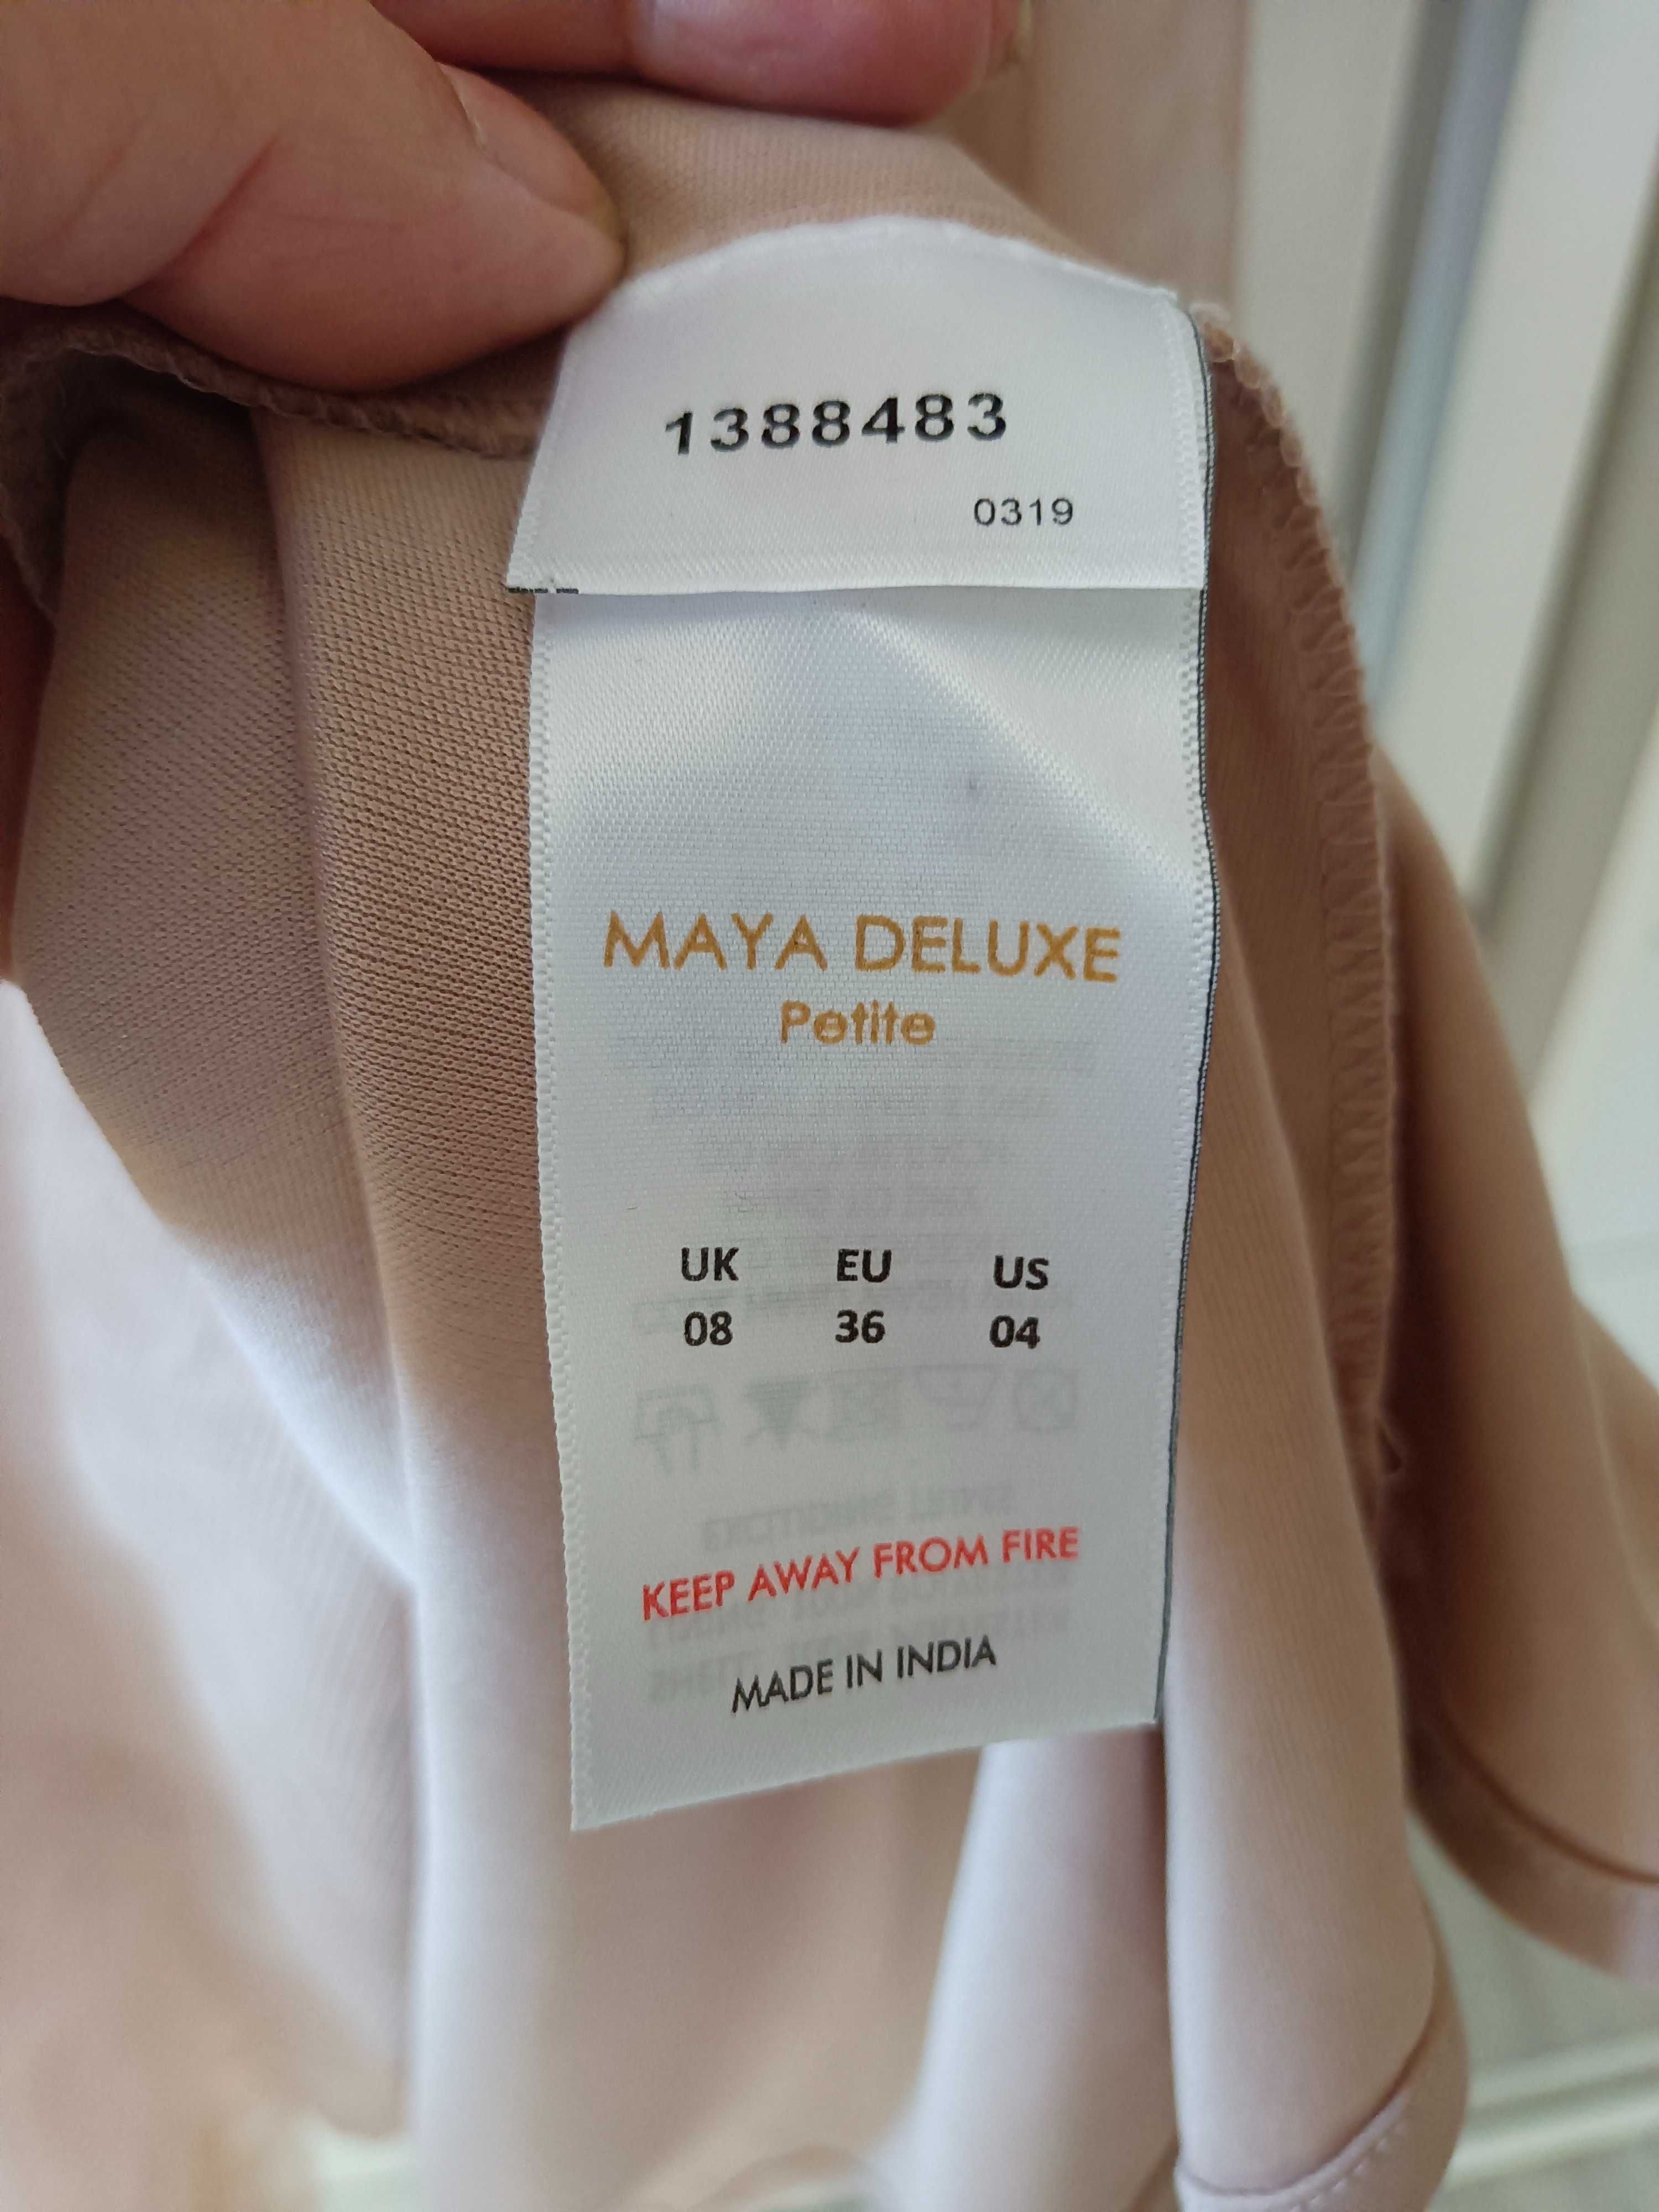 1388483
0319
MAYA DELUXE
Petite
UK EU US
08 36 04
KEEP AWAY FROM FIRE
MADE IN INDIA